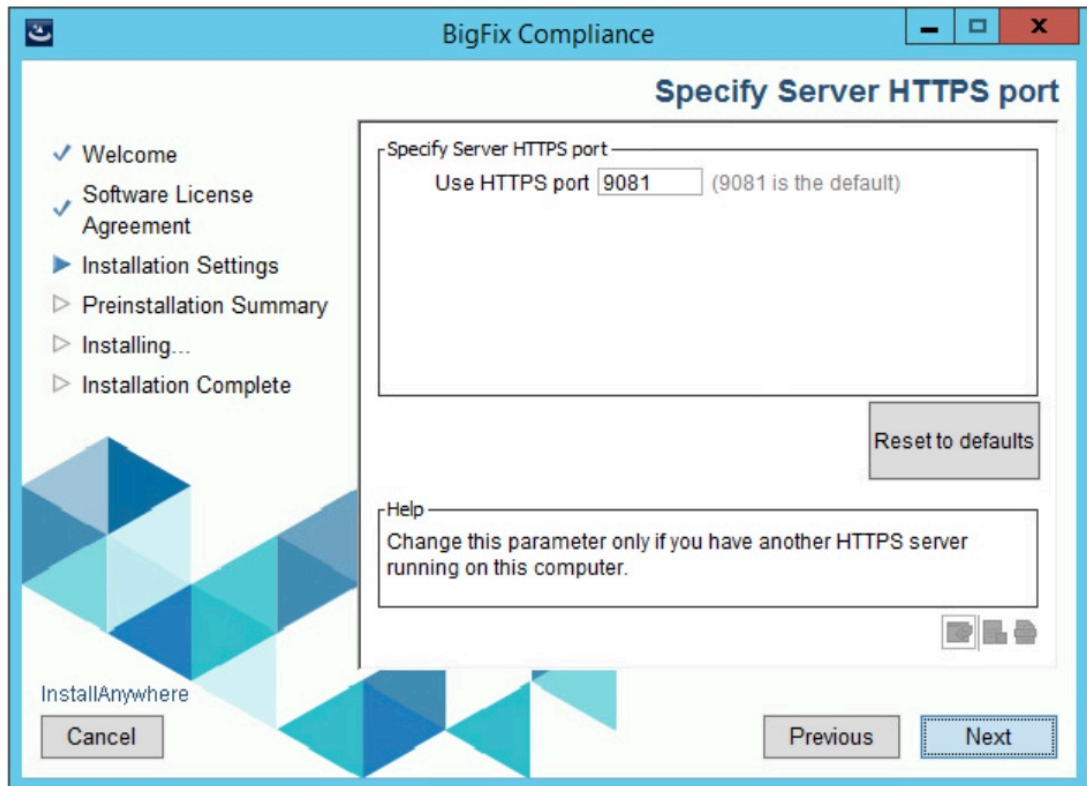 BigFix Compliance
X
Specify Server HTTPS port
Welcome
Software License
Agreement
Installation Settings
Preinstallation Summary
Installing...
Installation Complete
Specify Server HTTPS port
Use HTTPS port 9081 (9081 is the default)
Reset to defaults
Help
Change this parameter only if you have another HTTPS server
running on this computer.
InstallAnywhere
Cancel
Previous
Next